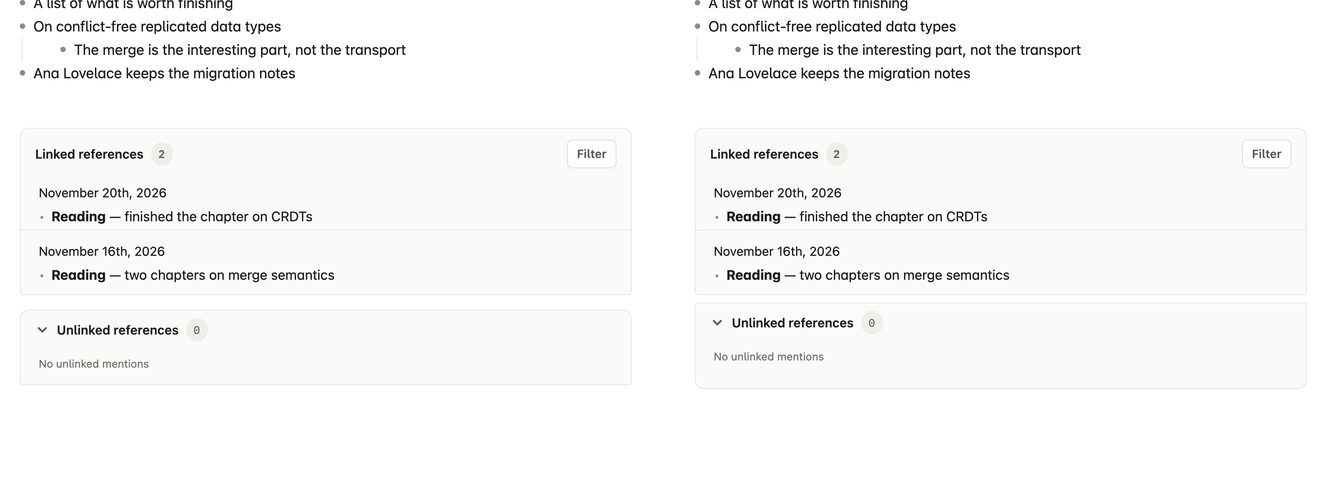 A list of what is worth finishing
On conflict-free replicated data types
The merge is the interesting part, not the transport
Ana Lovelace keeps the migration notes
Linked references 2 Filter
November 20th, 2026
Reading — finished the chapter on CRDTs
November 16th, 2026
Reading — two chapters on merge semantics
Unlinked references 0
No unlinked mentions
A list of what is worth finishing
On conflict-free replicated data types
The merge is the interesting part, not the transport
Ana Lovelace keeps the migration notes
Linked references 2 Filter
November 20th, 2026
Reading — finished the chapter on CRDTs
November 16th, 2026
Reading — two chapters on merge semantics
Unlinked references 0
No unlinked mentions